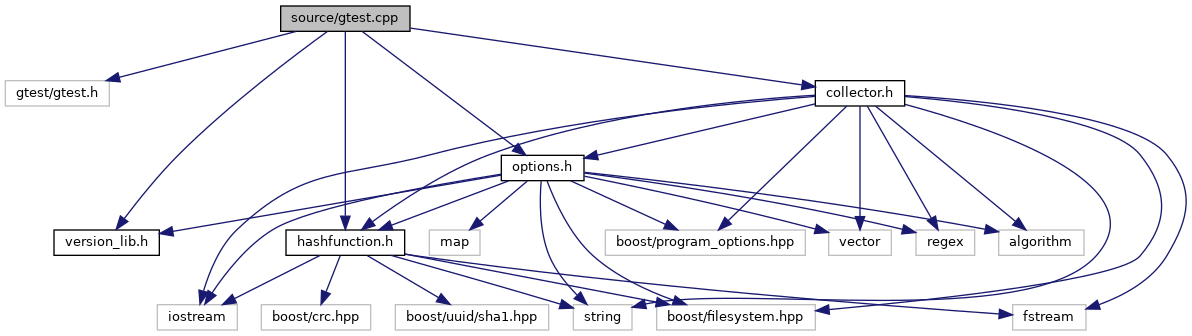 source/gtest.cpp
gtest/gtest.h
collector.h
options.h
version_lib.h
hashfunction.h
map
boost/program_options.hpp
vector
regex
algorithm
iostream
boost/crc.hpp
boost/uuid/sha1.hpp
string
boost/filesystem.hpp
fstream